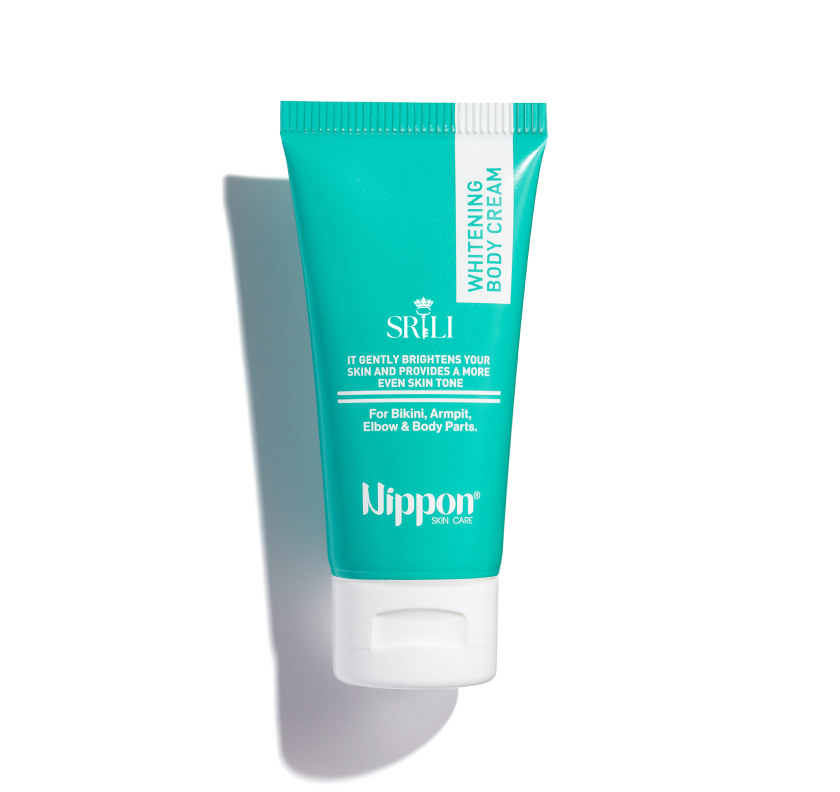 WHITENING
BODY CREAM
SRILI
IT GENTLY BRIGHTENS YOUR
SKIN AND PROVIDES A MORE
EVEN SKIN TONE
For Bikini, Armpit,
Elbow & Body Parts.
Nippon®
SKIN CARE